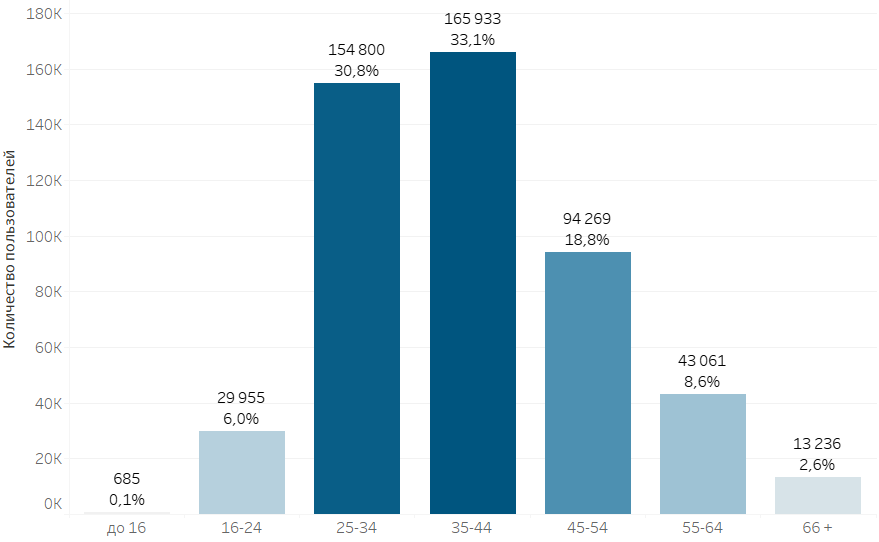 Количество пользователей
180K
160K
140K
120K
100K
80K
60K
40K
20K
0K
685
0,1%
29 955
6,0%
154 800
30,8%
165 933
33,1%
94 269
18,8%
43 061
8,6%
13 236
2,6%
до 16
16-24
25-34
35-44
45-54
55-64
66 +